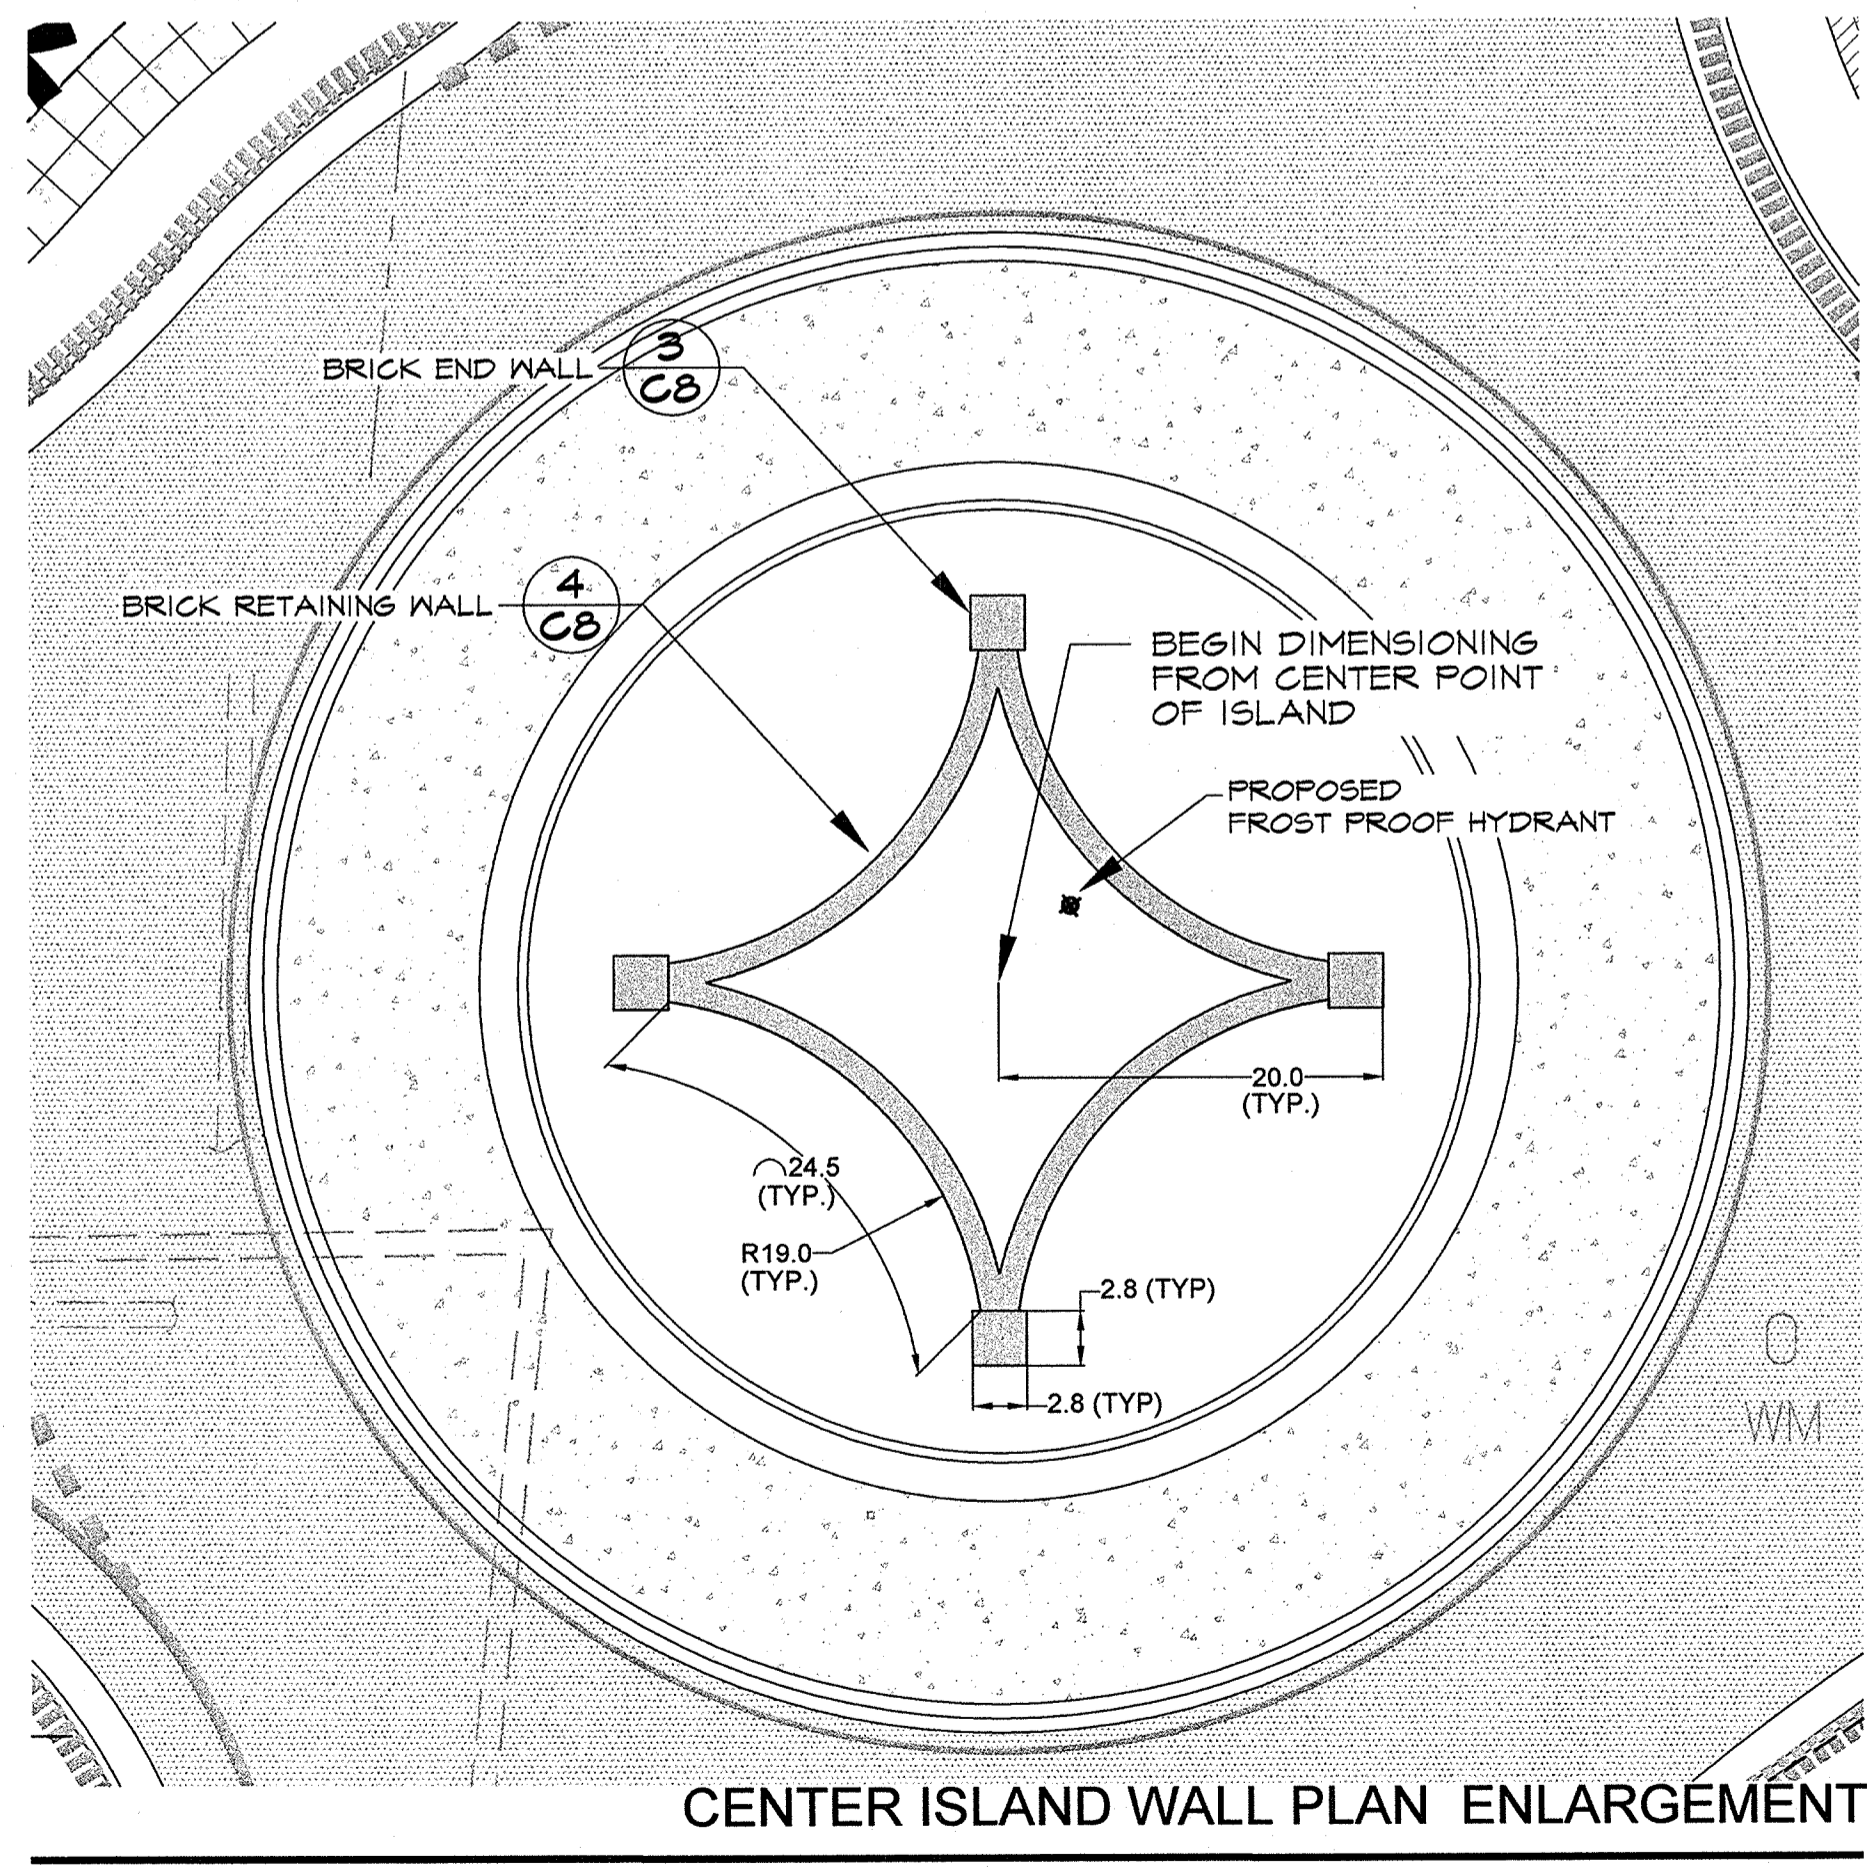 BRICK END WALL
3
C8
BRICK RETAINING WALL
4
C8
BEGIN DIMENSIONING
FROM CENTER POINT
OF ISLAND
PROPOSED
FROST PROOF HYDRANT
20.0
(TYP.)
24.5
(TYP.)
R19.0
(TYP.)
2.8 (TYP)
2.8 (TYP)
O
WM
CENTER ISLAND WALL PLAN ENLARGEMENT